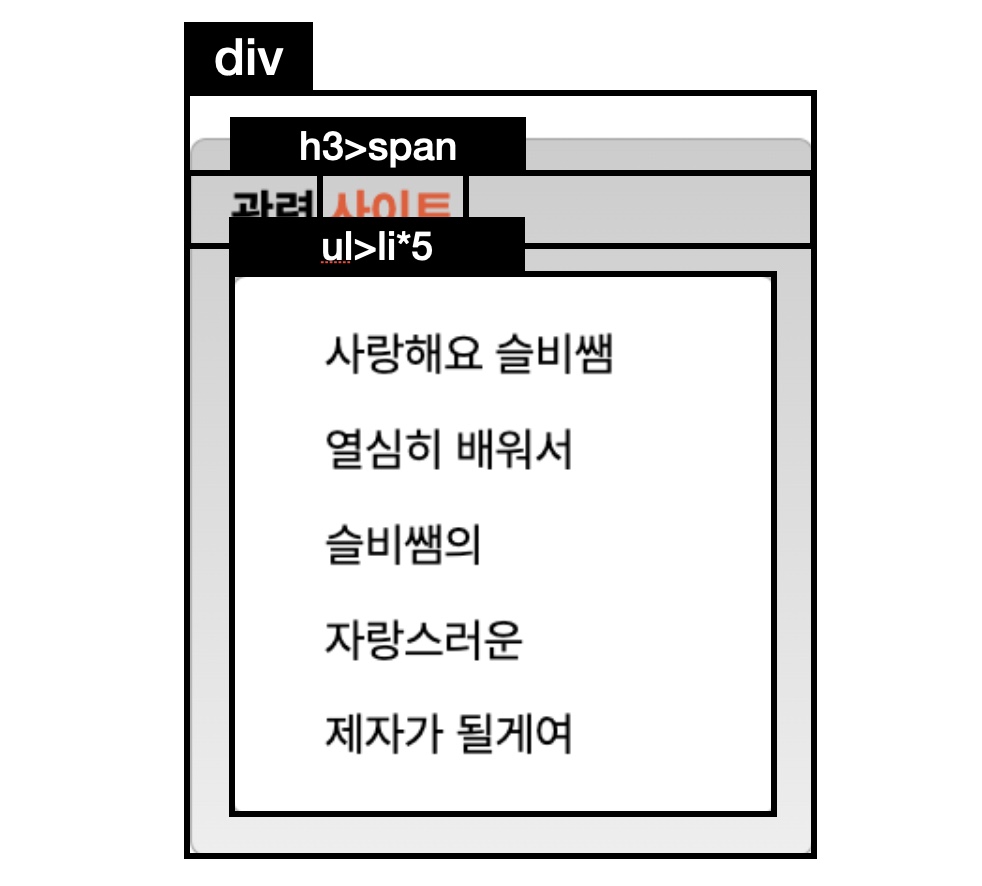 div
h3>span
관련 사이트
ul>li*5
사랑해요 슬비쌤
열심히 배워서
슬비쌤의
자랑스러운
제자가 될게여